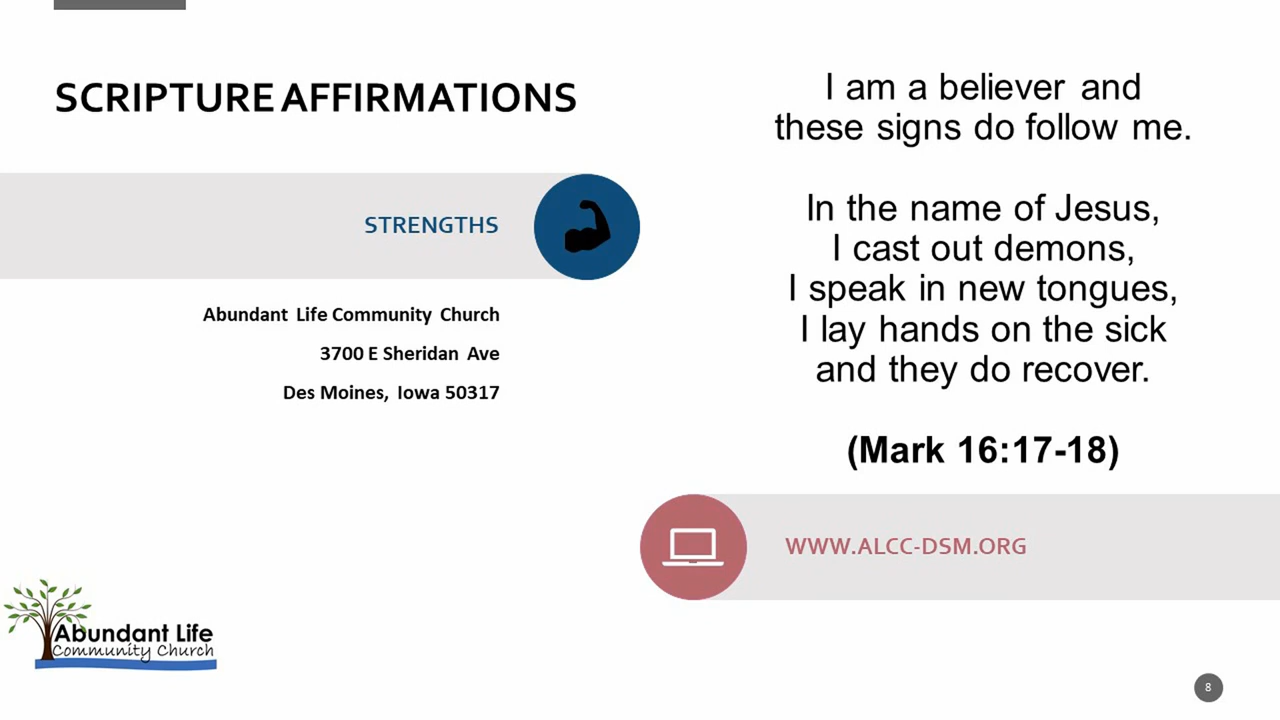 SCRIPTURE AFFIRMATIONS
STRENGTHS
Abundant Life Community Church
3700 E Sheridan Ave
Des Moines, Iowa 50317
I am a believer and
these signs do follow me.
In the name of Jesus,
I cast out demons,
I speak in new tongues,
I lay hands on the sick
and they do recover.
(Mark 16:17-18)
WWW.ALCC-DSM.ORG
Abundant Life
Community Church
8